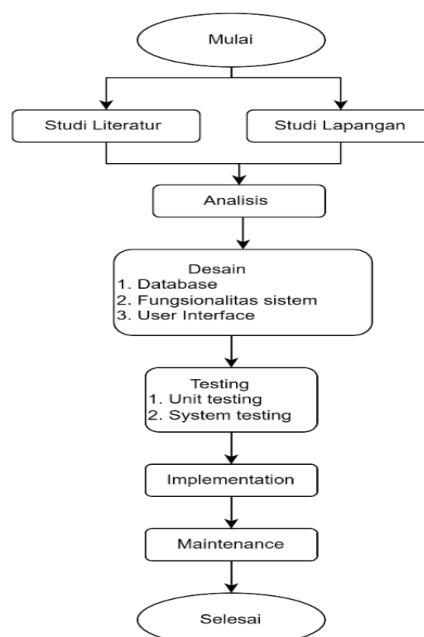 Mulai
Studi Literatur
Studi Lapangan
Analisis
Desain
1. Database
2. Fungsionalitas sistem
3. User Interface
Testing
1. Unit testing
2. System testing
Implementation
Maintenance
Selesai